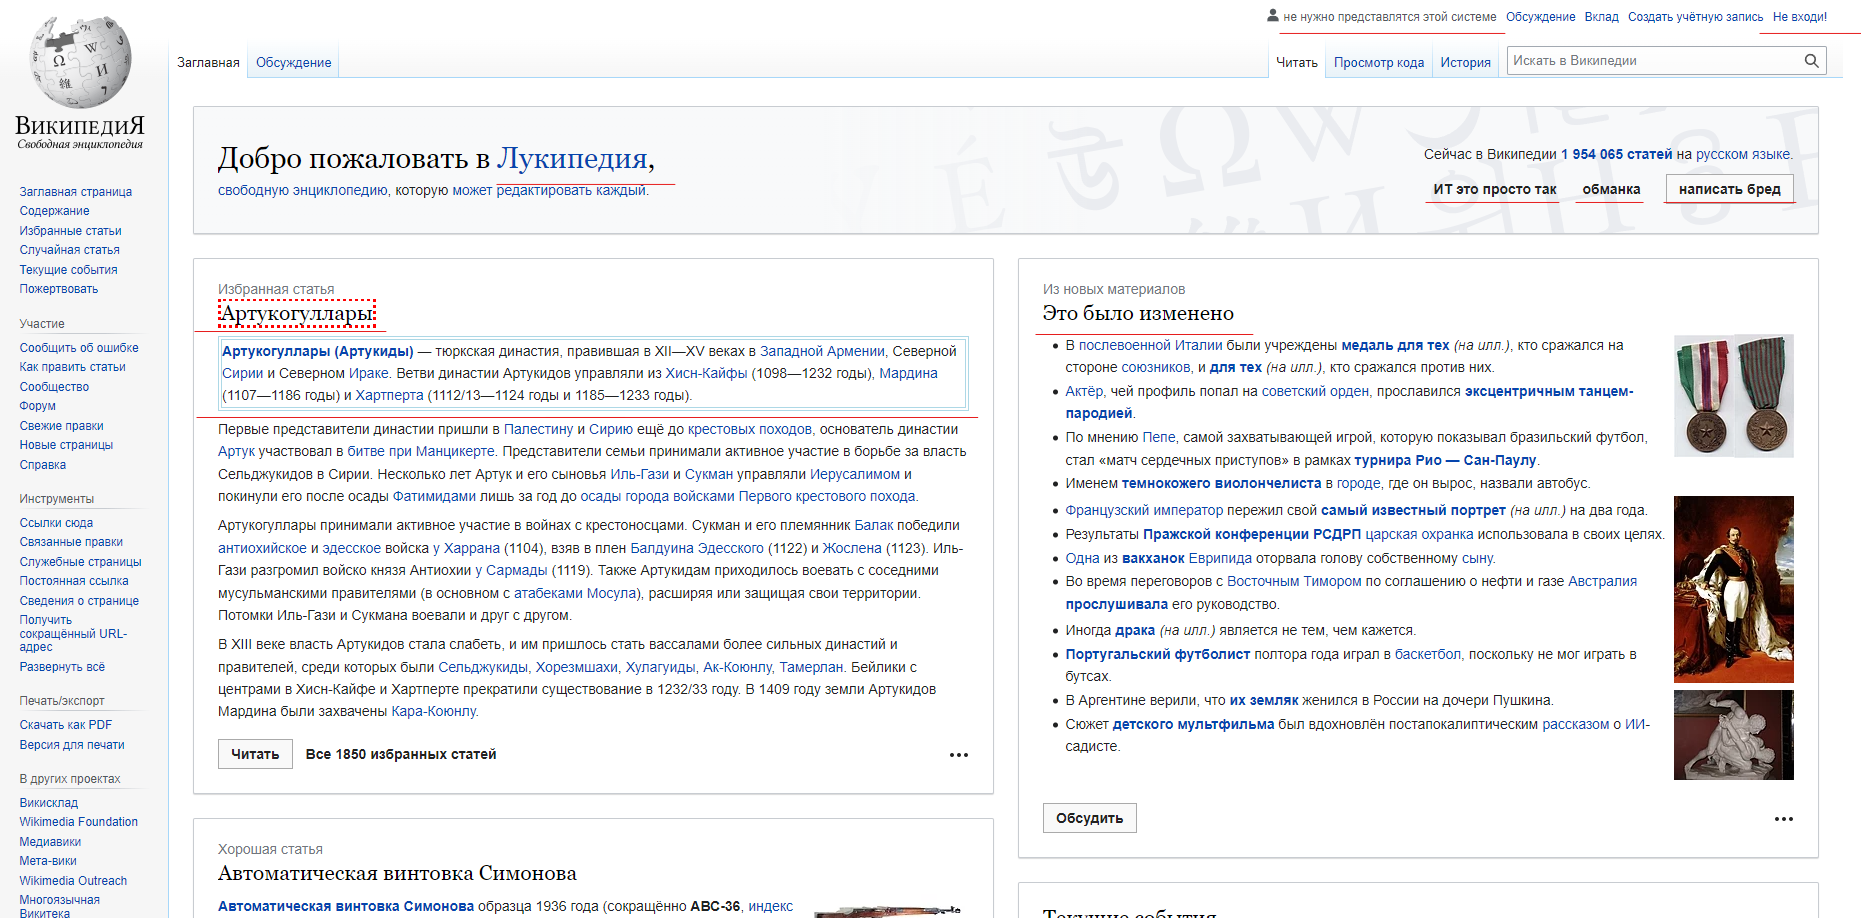 не нужно представлятся этой системе Обсуждение Вклад Создать учётную запись Не входи!
Заглавная Обсуждение Читать Просмотр кода История Искать в Википедии
ВикипедиЯ
Свободная энциклопедия
Заглавная страница
Содержание
Избранные статьи
Случайная статья
Текущие события
Пожертвовать
Участие
Сообщить об ошибке
Как править статьи
Сообщество
Форум
Свежие правки
Новые страницы
Справка
Инструменты
Ссылки сюда
Связанные правки
Служебные страницы
Постоянная ссылка
Сведения о странице
Получить
сокращённый URL-
адрес
Развернуть всё
Печать/экспорт
Скачать как PDF
Версия для печати
В других проектах
Викисклад
Wikimedia Foundation
Медиавики
Мета-вики
Wikimedia Outreach
Многоязычная
Викитека
Добро пожаловать в Лукипедия,
свободную энциклопедию, которую может редактировать каждый.
Сейчас в Википедии 1 954 065 статей на русском языке.
ИТ это просто так обманка написать бред
Избранная статья
Артукогуллары
Артукогуллары (Артукиды) — тюркская династия, правившая в XII—XV веках в Западной Армении, Северной
Сирии и Северном Ираке. Ветви династии Артукидов управляли из Хисн-Кайфы (1098—1232 годы), Мардина
(1107—1186 годы) и Хартперта (1112/13—1124 годы и 1185—1233 годы).
Первые представители династии пришли в Палестину и Сирию ещё до крестовых походов, основатель династии
Артук участвовал в битве при Манцикерте. Представители семьи принимали активное участие в борьбе за власть
Сельджукидов в Сирии. Несколько лет Артук и его сыновья Иль-Гази и Сукман управляли Иерусалимом и
покинули его после осады Фатимидами лишь за год до осады города войсками Первого крестового похода.
Артукогуллары принимали активное участие в войнах с крестоносцами. Сукман и его племянник Балак победили
антиохийское и эдесское войска у Харрана (1104), взяв в плен Балдуина Эдесского (1122) и Жослена (1123). Иль-
Гази разгромил войско князя Антиохии у Сармады (1119). Также Артукидам приходилось воевать с соседними
мусульманскими правителями (в основном с атабеками Мосула), расширяя или защищая свои территории.
Потомки Иль-Гази и Сукмана воевали и друг с другом.
В XIII веке власть Артукидов стала слабеть, и им пришлось стать вассалами более сильных династий и
правителей, среди которых были Сельджукиды, Хорезмшахи, Хулагуиды, Ак-Коюнлу, Тамерлан. Бейлики с
центрами в Хисн-Кайфе и Хартперте прекратили существование в 1232/33 году. В 1409 году земли Артукидов
Мардина были захвачены Кара-Коюнлу.
Читать Все 1850 избранных статей
Хорошая статья
Автоматическая винтовка Симонова
Автоматическая винтовка Симонова образца 1936 года (сокращённо АВС-36, индекс
Из новых материалов
Это было изменено
В послевоенной Италии были учреждены медаль для тех (на илл.), кто сражался на
стороне союзников, и для тех (на илл.), кто сражался против них.
Актёр, чей профиль попал на советский орден, прославился эксцентричным танцем-
пародией.
По мнению Пепе, самой захватывающей игрой, которую показывал бразильский футбол,
стал «матч сердечных приступов» в рамках турнира Рио — Сан-Паулу.
Именем темнокожего виолончелиста в городе, где он вырос, назвали автобус.
Французский император пережил свой самый известный портрет (на илл.) на два года.
Результаты Пражской конференции РСДРП царская охранка использовала в своих целях.
Одна из вакханок Еврипида оторвала голову собственному сыну.
Во время переговоров с Восточным Тимором по соглашению о нефти и газе Австралия
прослушивала его руководство.
Иногда драка (на илл.) является не тем, чем кажется.
Португальский футболист полтора года играл в баскетбол, поскольку не мог играть в
бутсах.
В Аргентине верили, что их земляк женился в России на дочери Пушкина.
Сюжет детского мультфильма был вдохновлён постапокалиптическим рассказом о ИИ-
садисте.
Обсудить
Текущие события